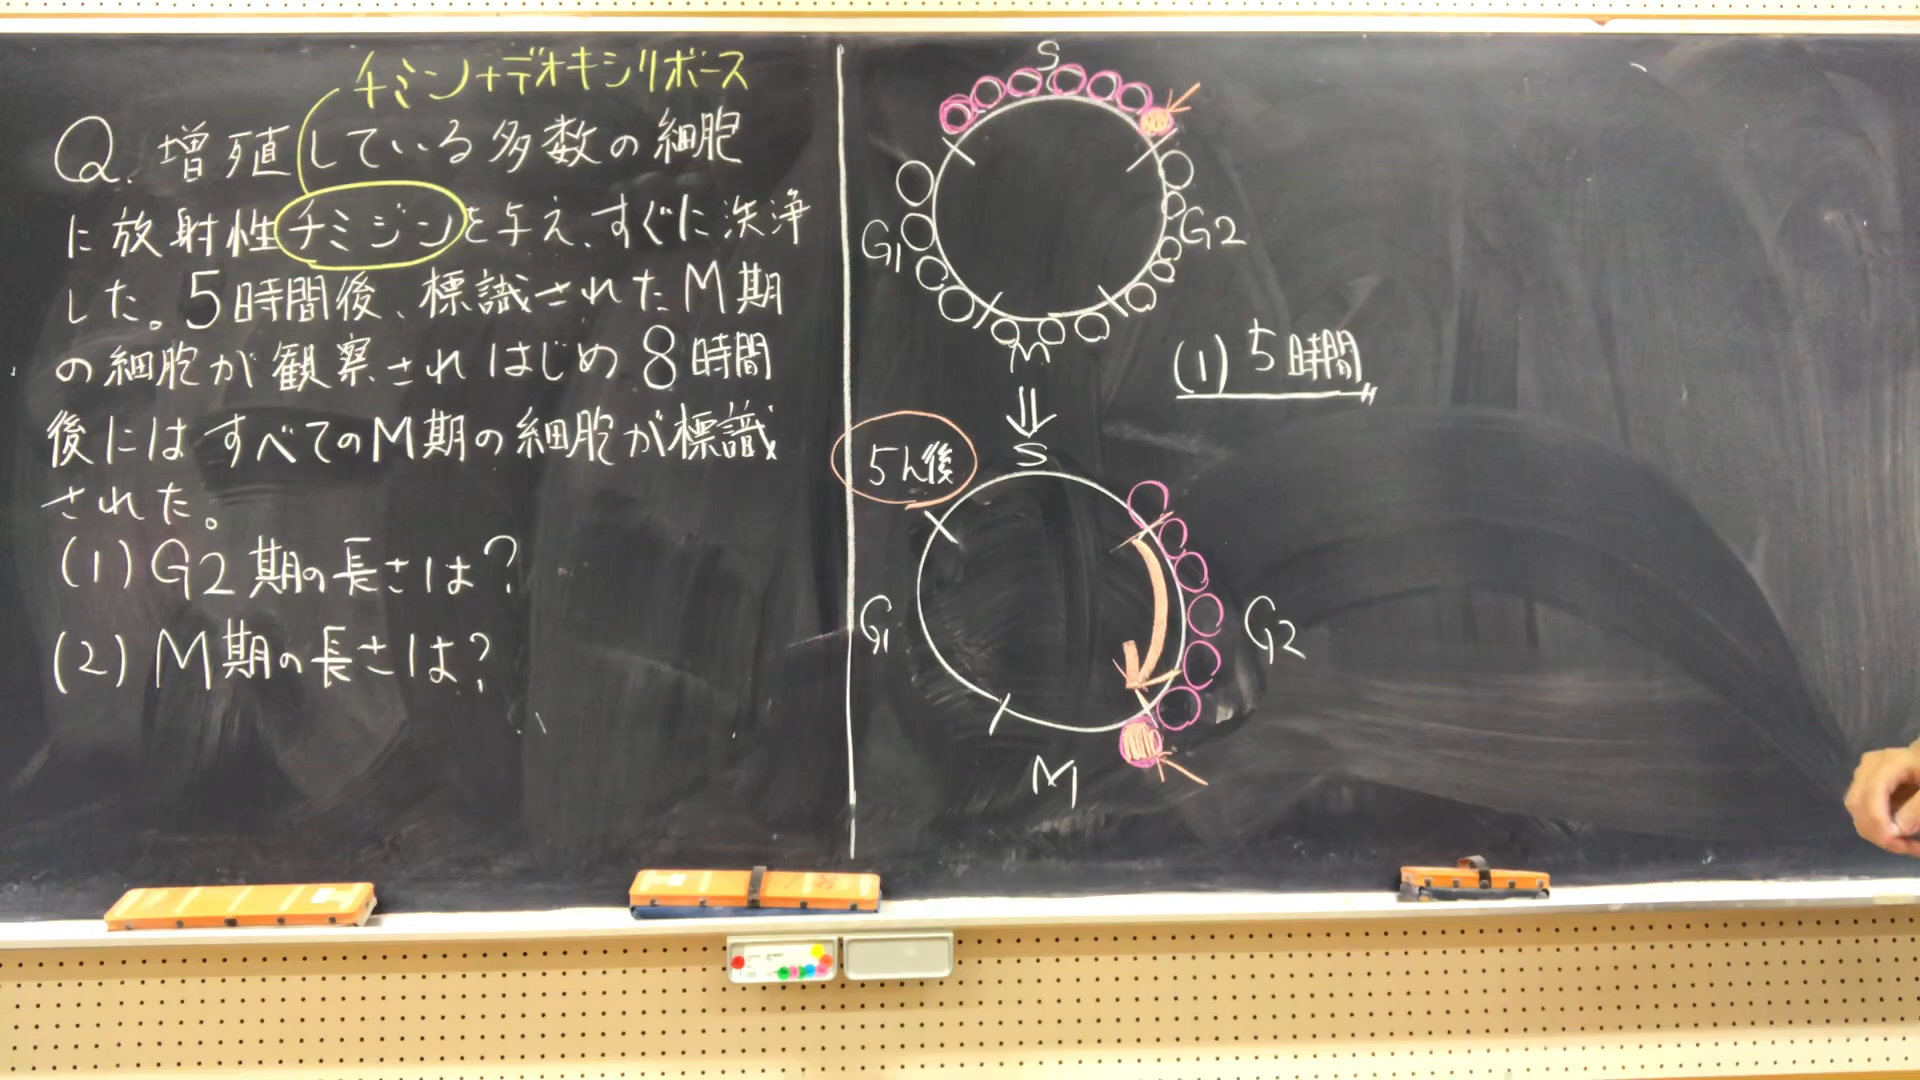 チミン+デオキシリボース
Q. 増殖している多数の細胞
に放射性チミジンを与え、すぐに洗浄
した。5時間後、標識されたM期
の細胞が観察されはじめ8時間
後にはすべてのM期の細胞が標識
された。
(1) G2期の長さは?
(2) M期の長さは?
S
G1
G2
M
(1) 5時間
5h後
S
G1
G2
M